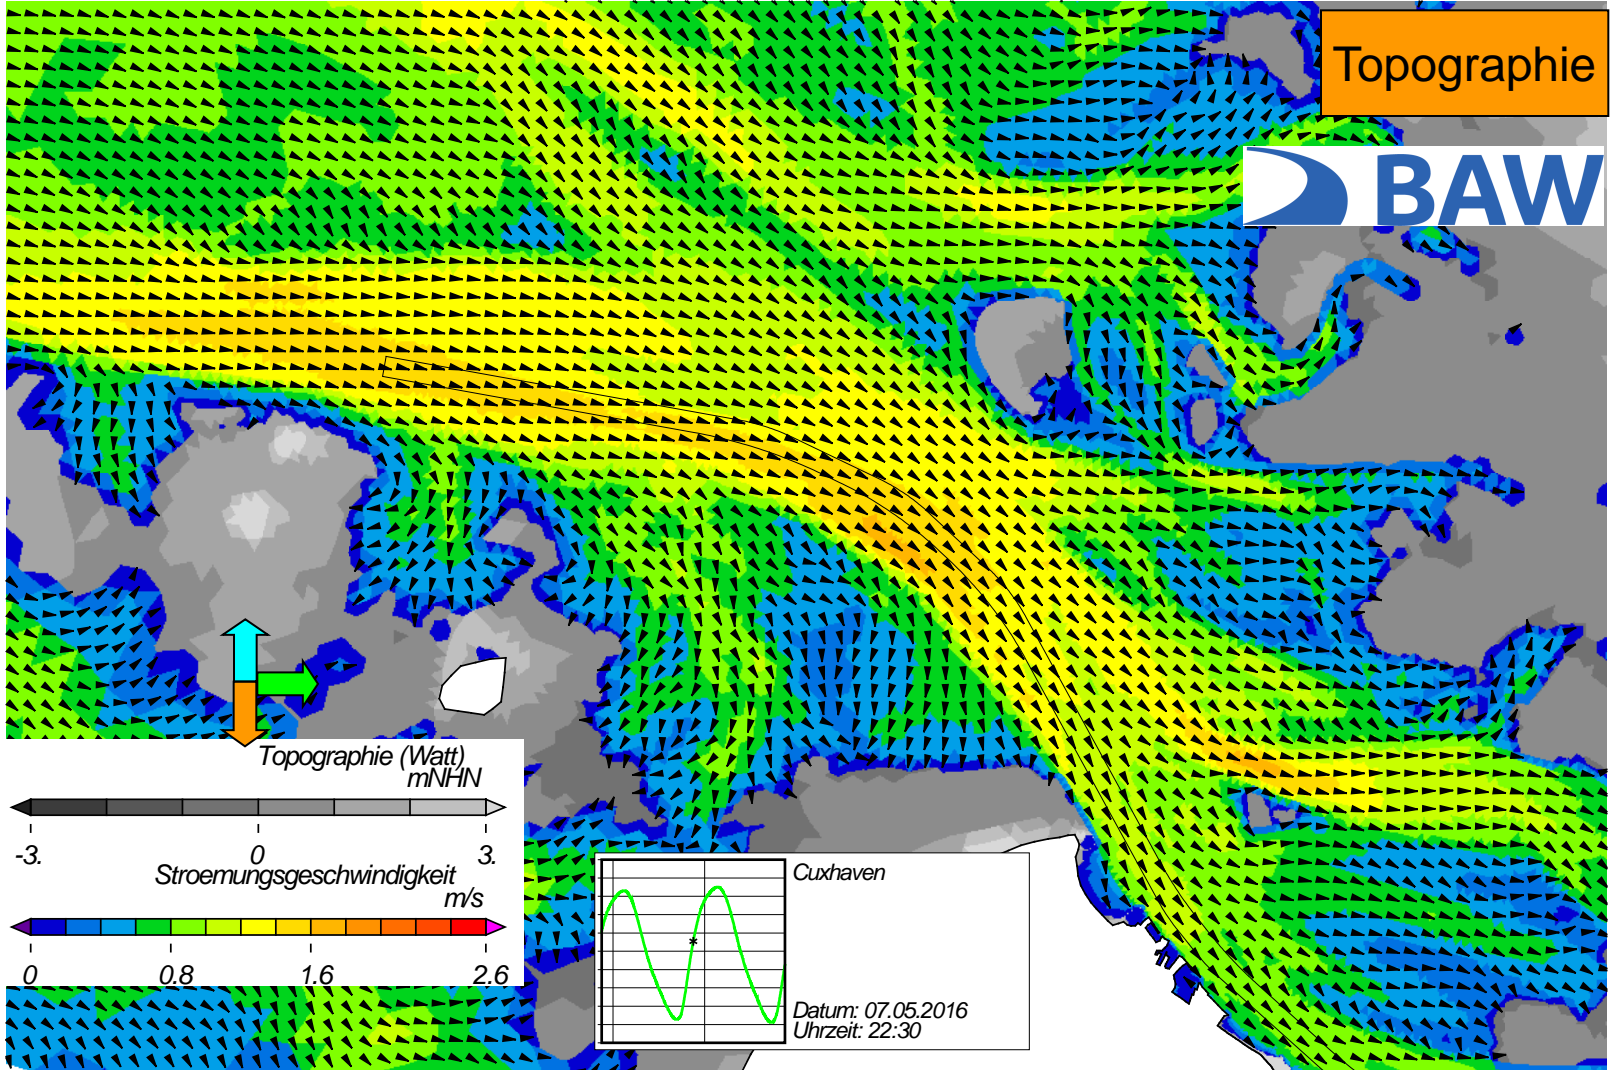 Topographie
BAW
Topographie (Watt)
mNHN
-3. 0 3.
Stroemungsgeschwindigkeit
m/s
0 0.8 1.6 2.6
Cuxhaven
Datum: 07.05.2016
Uhrzeit: 22:30